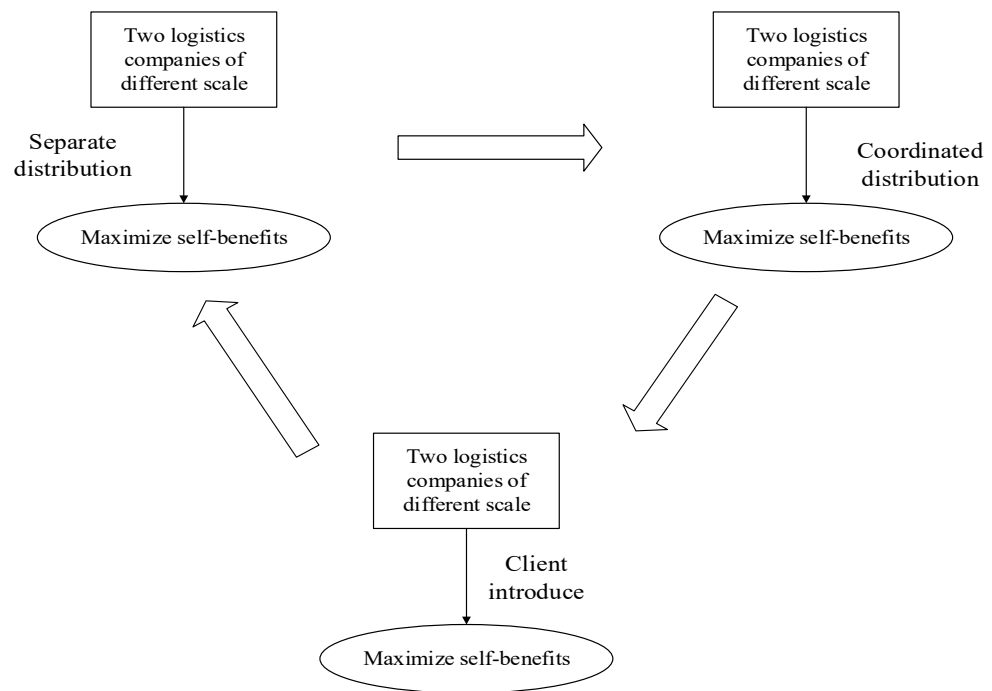 Two logistics
companies of
different scale
Separate
distribution
Maximize self-benefits
Two logistics
companies of
different scale
Coordinated
distribution
Maximize self-benefits
Two logistics
companies of
different scale
Client
introduce
Maximize self-benefits